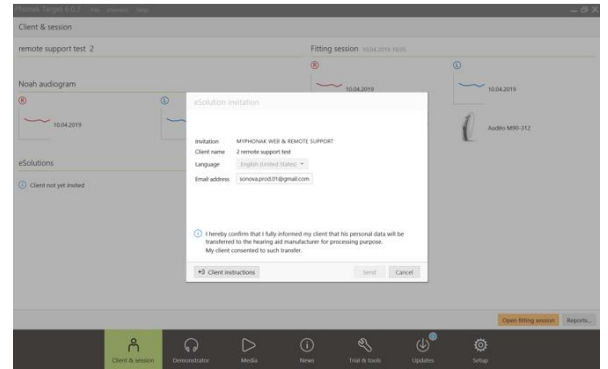 Phonak Target 6.0.2
Client & session
remote support test 2
Fitting session 10.04.2019
R
L
10.04.2019
10.04.2019
Noah audiogram
R
L
10.04.2019
Audéo M90-312
eSolutions
Client not yet invited
eSolution invitation
Invitation MYPHONAK WEB & REMOTE SUPPORT
Client name 2 remote support test
Language English (United States)
Email address sonova.prod.01@gmail.com
I hereby confirm that I fully informed my client that his personal data will be
transferred to the hearing aid manufacturer for processing purpose.
My client consented to such transfer.
Client instructions
Send
Cancel
Open fitting session
Reports...
Client & session
Demonstrator
Media
News
Trial & tools
Updates
Setup